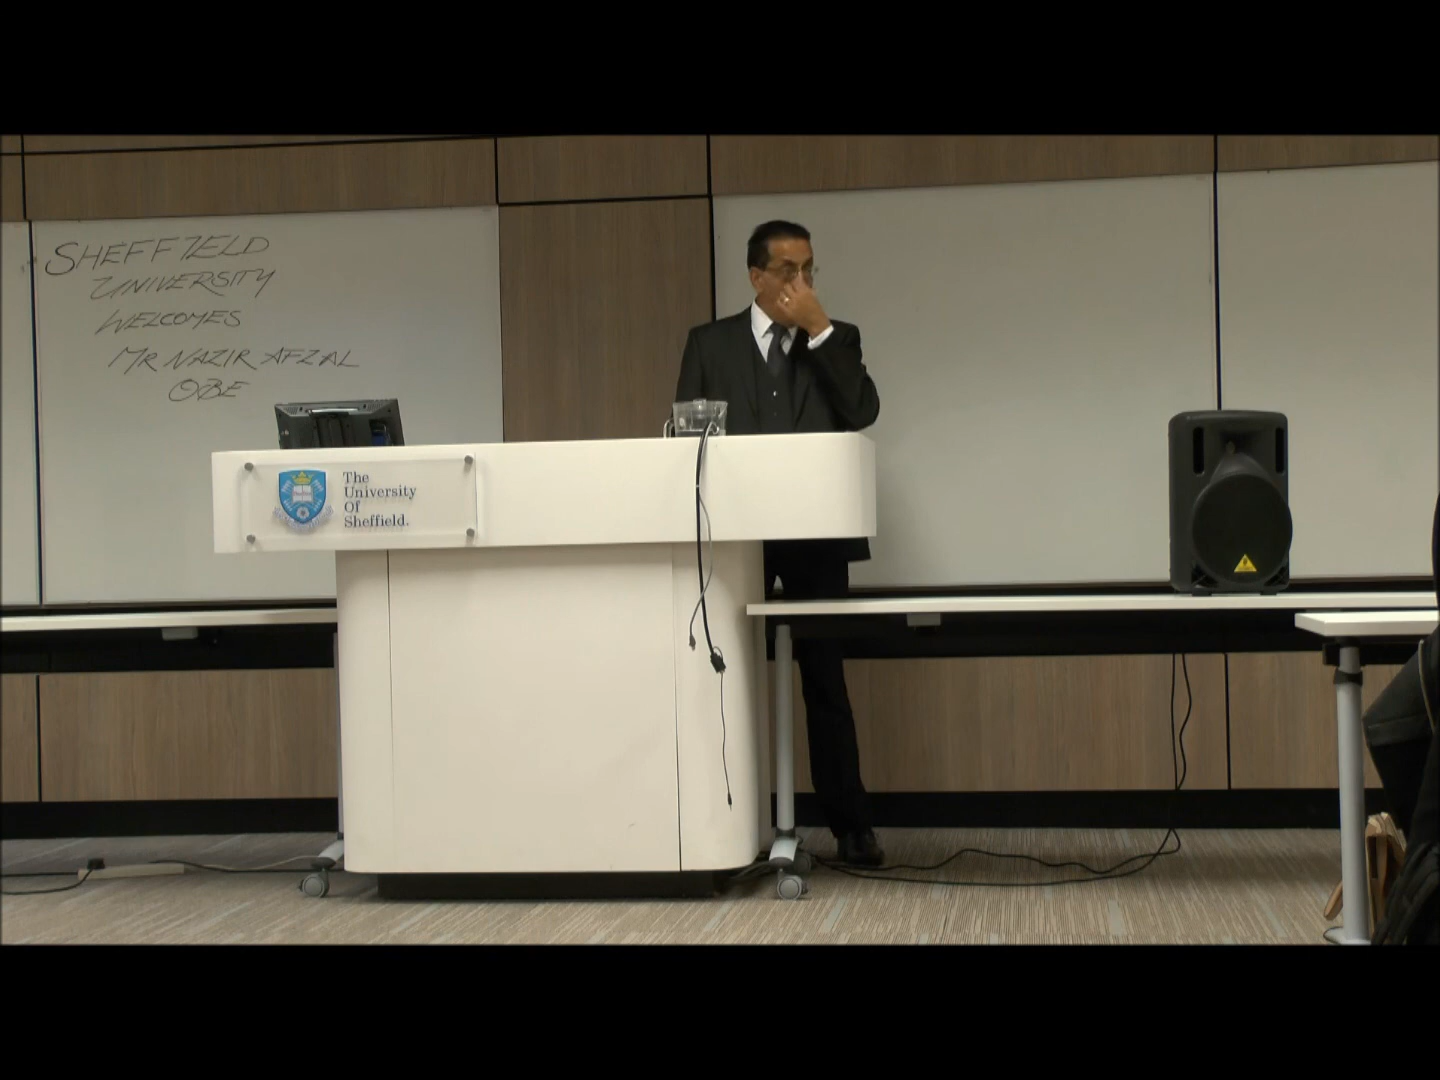 SHEFFIELD
UNIVERSITY
WELCOMES
MR NAZIR AFZAL
OBE
The
University
Of
Sheffield.